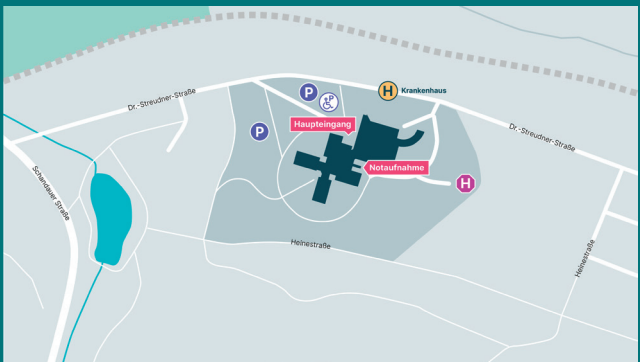 Dr.-Streudner-Straße
P
P
H Krankenhaus
Haupteingang
Dr.-Streudner-Straße
P
Notaufnahme
H
Schandauer Straße
Heinestraße
Heinestraße